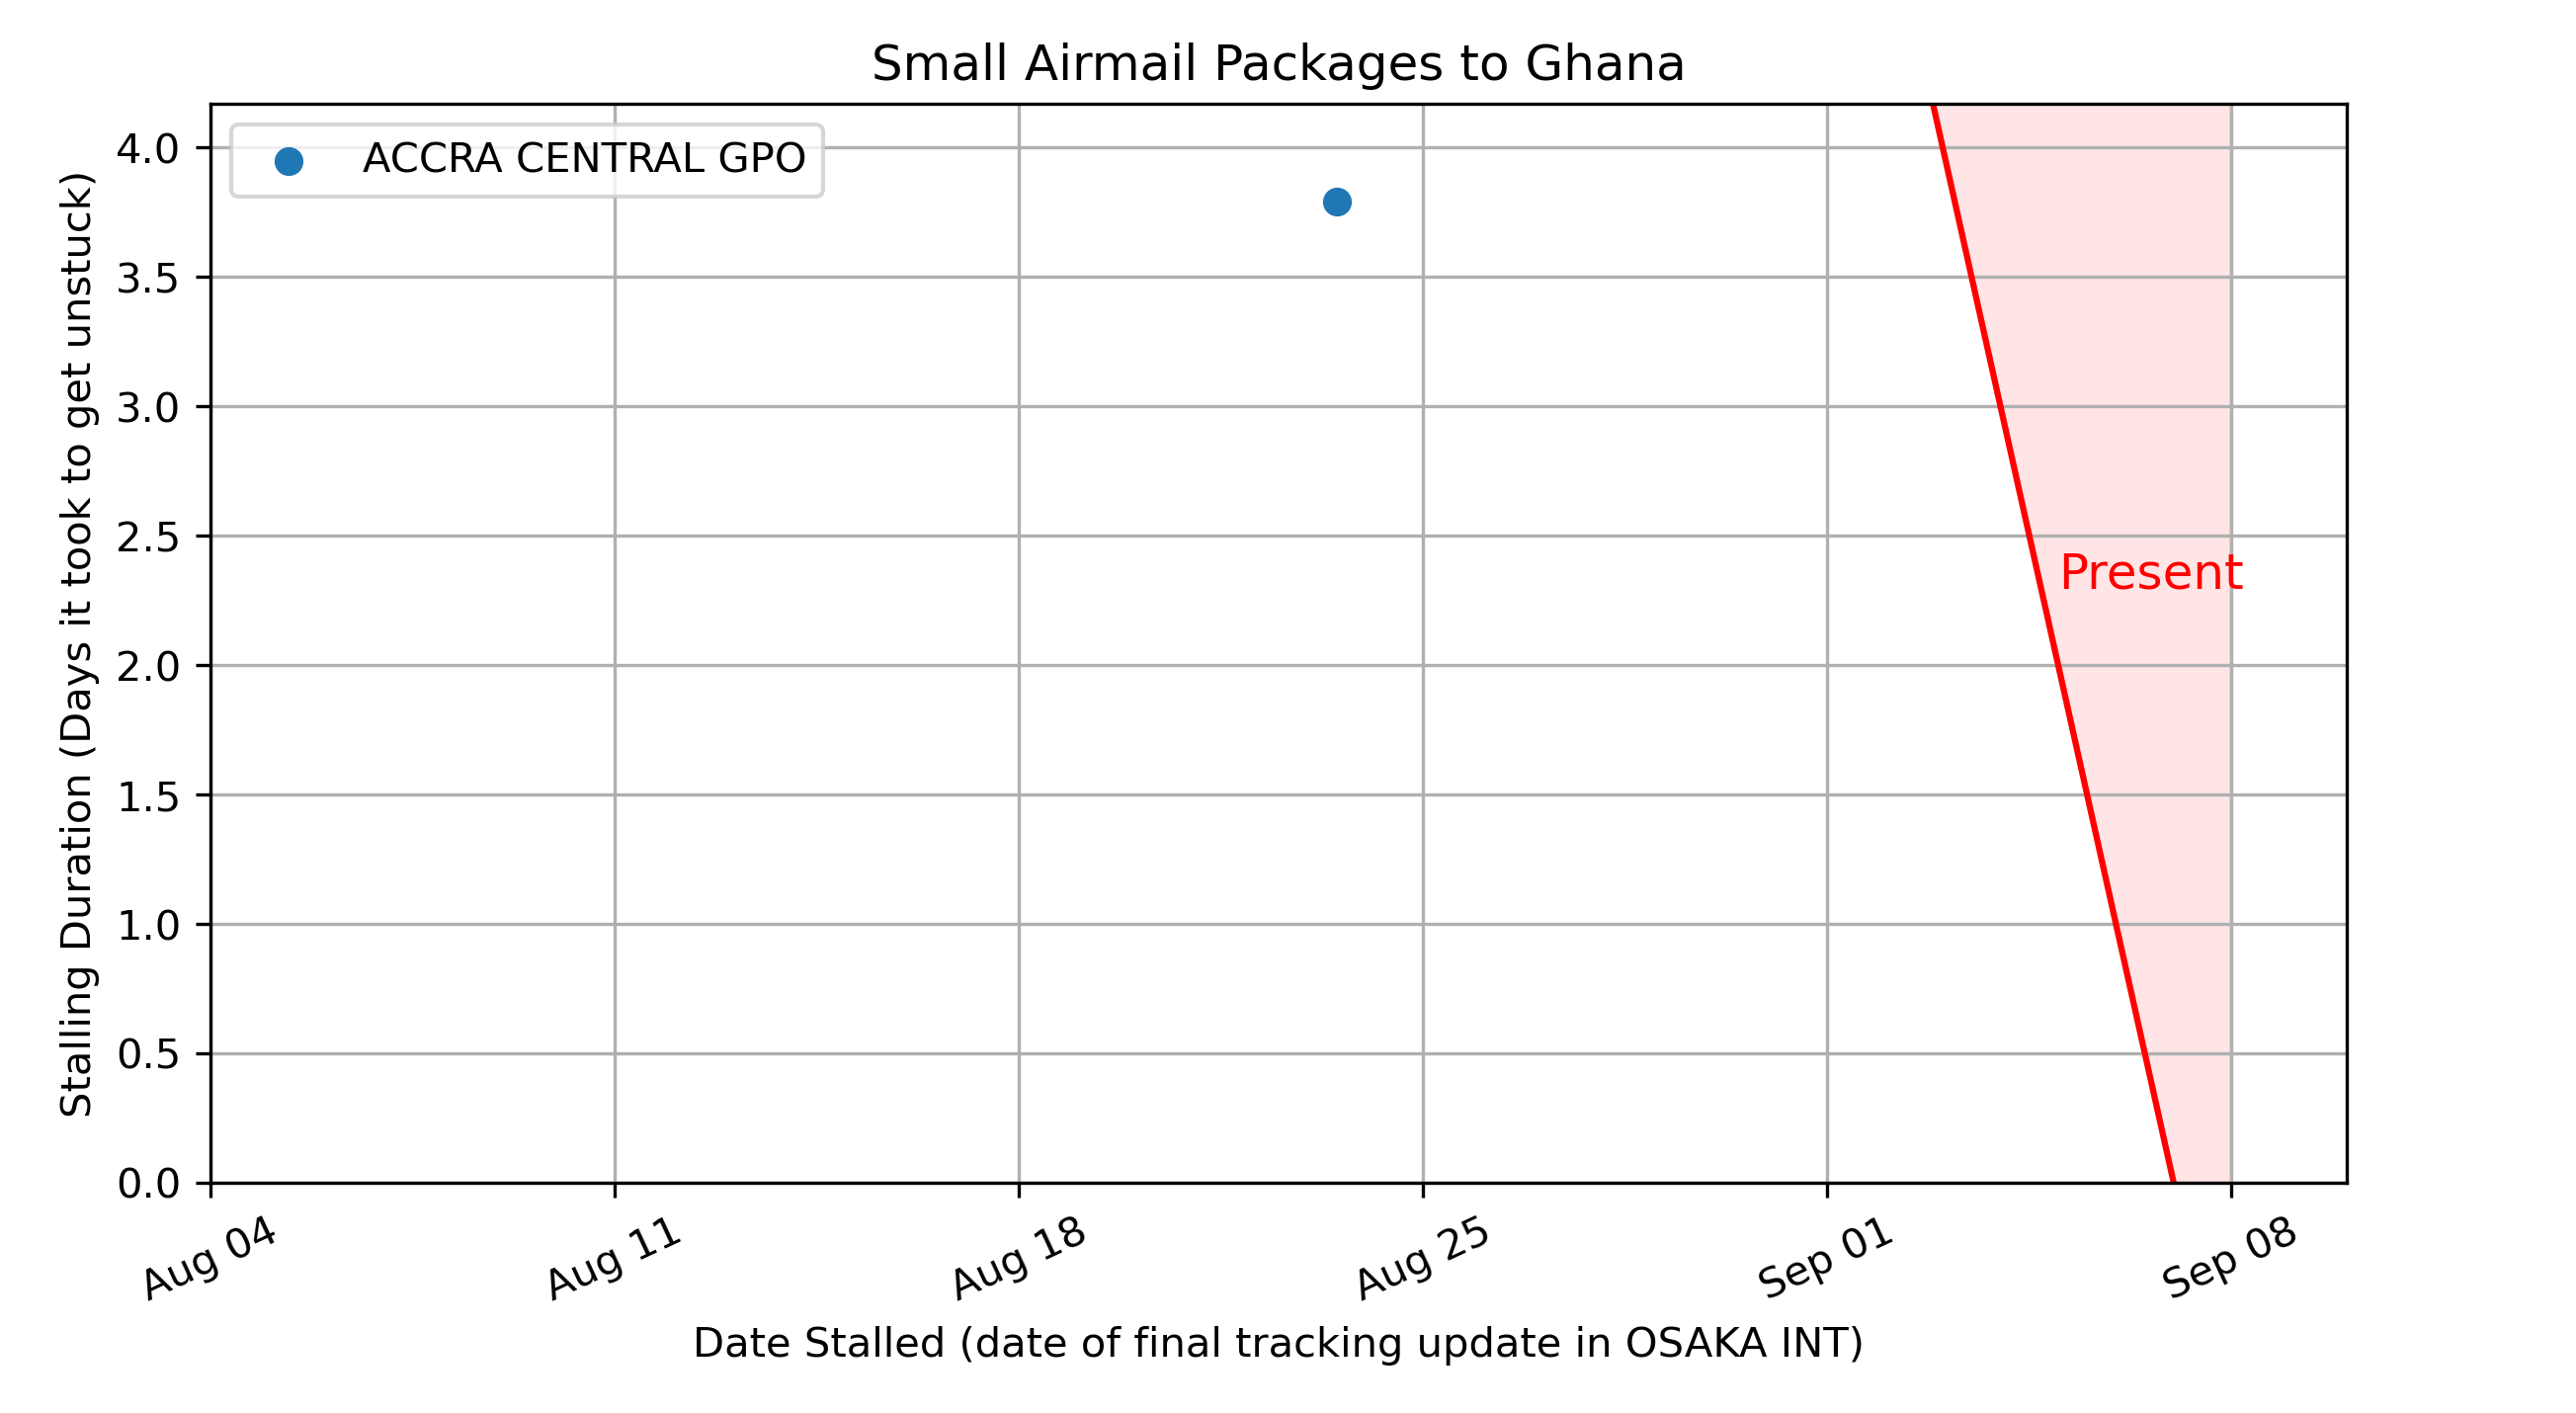 Small Airmail Packages to Ghana
ACCRA CENTRAL GPO
Stalling Duration (Days it took to get unstuck)
4.0
3.5
3.0
2.5
2.0
1.5
1.0
0.5
0.0
Present
Aug 04
Aug 11
Aug 18
Aug 25
Sep 01
Sep 08
Date Stalled (date of final tracking update in OSAKA INT)